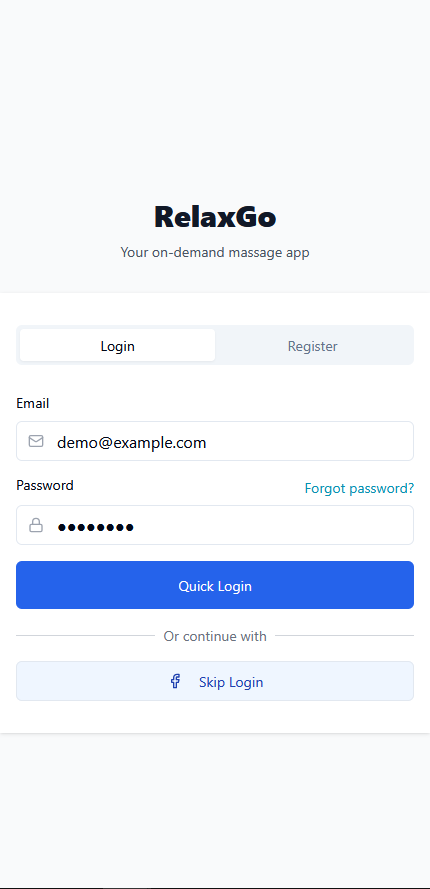 RelaxGo
Your on-demand massage app
Login
Register
Email
demo@example.com
Password
Forgot password?
●●●●●●●●
Quick Login
Or continue with
Skip Login